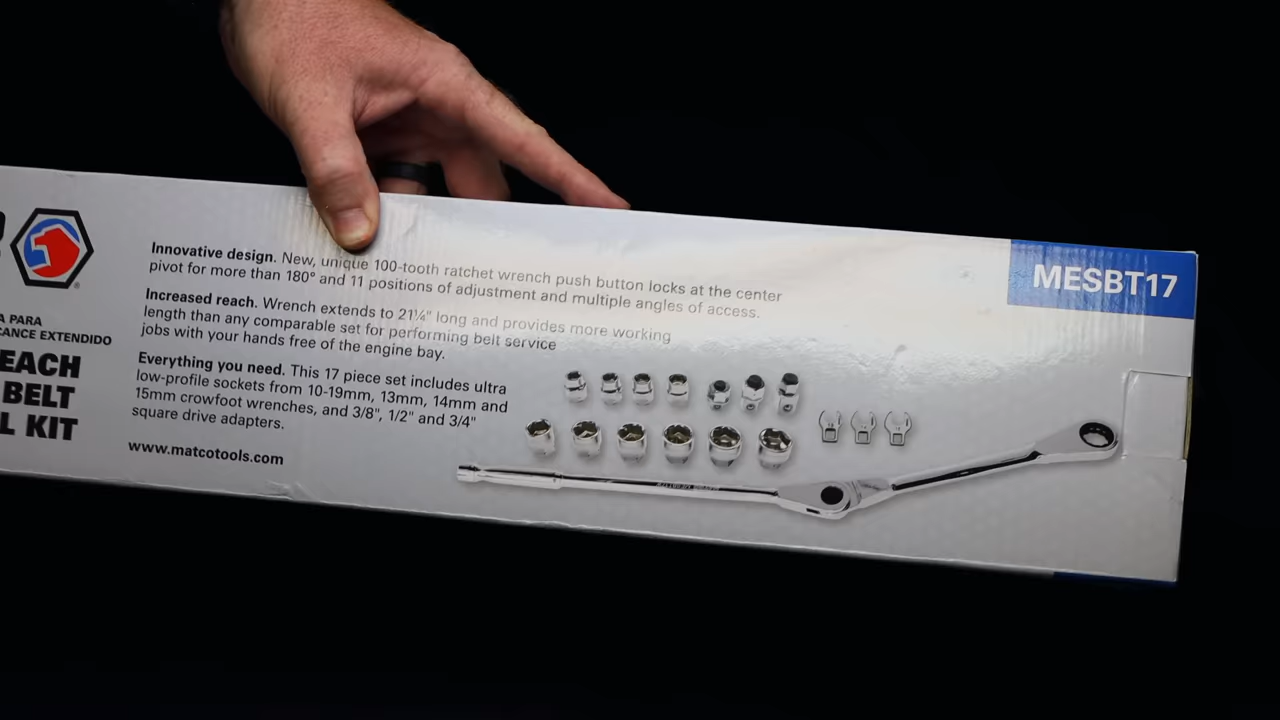 Innovative design. New, unique 100-tooth ratchet wrench push button locks at the center
pivot for more than 180° and 11 positions of adjustment and multiple angles of access.
Increased reach. Wrench extends to 21¼" long and provides more working
length than any comparable set for performing belt service
jobs with your hands free of the engine bay.
Everything you need. This 17 piece set includes ultra
low-profile sockets from 10-19mm, 13mm, 14mm and
15mm crowfoot wrenches, and 3/8", 1/2" and 3/4"
square drive adapters.
www.matcotools.com
MESBT17
A PARA
CANCE EXTENDIDO
EACH
BELT
L KIT